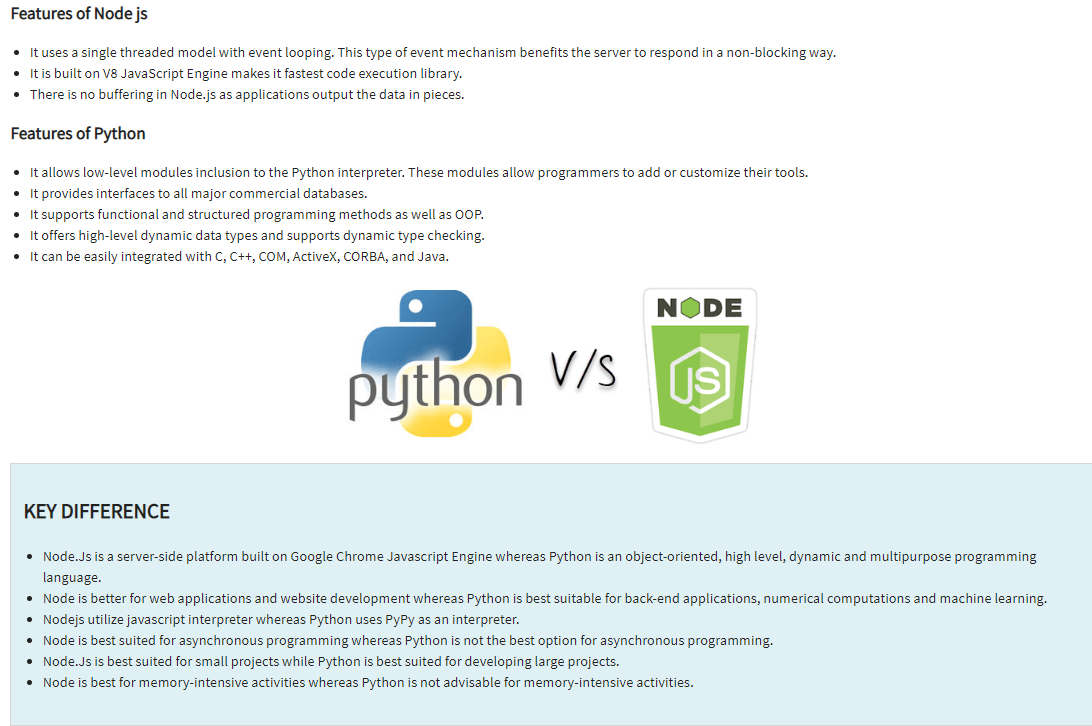 Features of Node js
It uses a single threaded model with event looping. This type of event mechanism benefits the server to respond in a non-blocking way.
It is built on V8 JavaScript Engine makes it fastest code execution library.
There is no buffering in Node.js as applications output the data in pieces.
Features of Python
It allows low-level modules inclusion to the Python interpreter. These modules allow programmers to add or customize their tools.
It provides interfaces to all major commercial databases.
It supports functional and structured programming methods as well as OOP.
It offers high-level dynamic data types and supports dynamic type checking.
It can be easily integrated with C, C++, COM, ActiveX, CORBA, and Java.
python V/S NODE
JS
KEY DIFFERENCE
Node.Js is a server-side platform built on Google Chrome Javascript Engine whereas Python is an object-oriented, high level, dynamic and multipurpose programming
language.
Node is better for web applications and website development whereas Python is best suitable for back-end applications, numerical computations and machine learning.
Nodejs utilize javascript interpreter whereas Python uses PyPy as an interpreter.
Node is best suited for asynchronous programming whereas Python is not the best option for asynchronous programming.
Node.Js is best suited for small projects while Python is best suited for developing large projects.
Node is best for memory-intensive activities whereas Python is not advisable for memory-intensive activities.